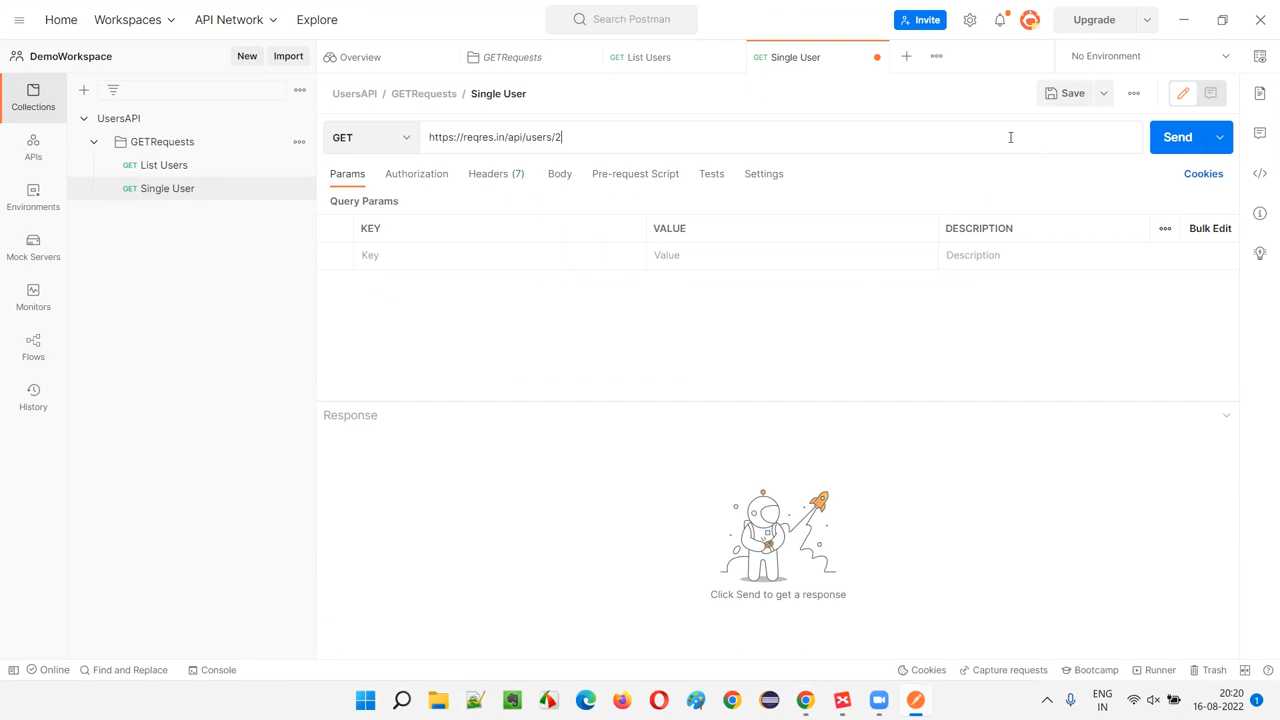 Home Workspaces API Network Explore Search Postman Invite Upgrade
DemoWorkspace New Import Overview GETRequests GET List Users GET Single User No Environment
Collections
APIs
Environments
Mock Servers
Monitors
Flows
History
UsersAPI
GETRequests
GET List Users
GET Single User
UsersAPI / GETRequests / Single User Save
GET https://reqres.in/api/users/2 Send
Params Authorization Headers (7) Body Pre-request Script Tests Settings Cookies
Query Params
KEY VALUE DESCRIPTION Bulk Edit
Key Value Description
Response
Click Send to get a response
Online Find and Replace Console Cookies Capture requests Bootcamp Runner Trash
ENG 20:20
IN 16-08-2022 1